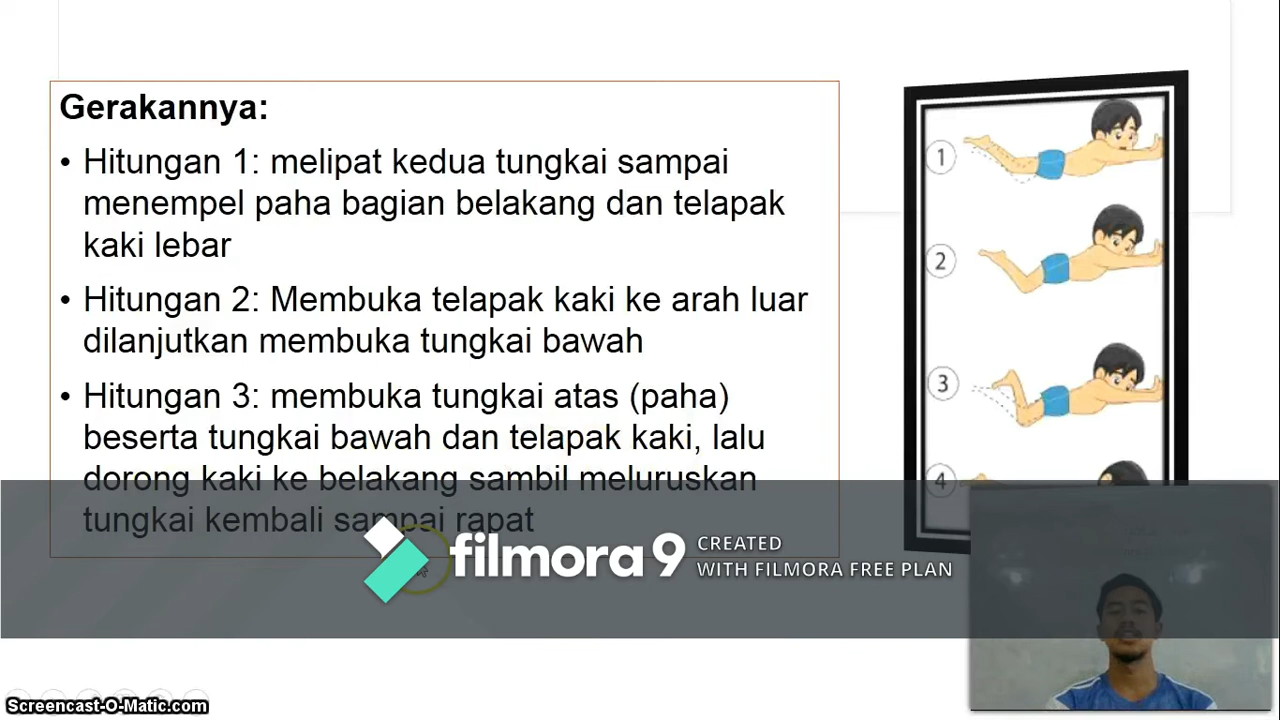 Gerakannya:
• Hitungan 1: melipat kedua tungkai sampai
menempel paha bagian belakang dan telapak
kaki lebar
• Hitungan 2: Membuka telapak kaki ke arah luar
dilanjutkan membuka tungkai bawah
• Hitungan 3: membuka tungkai atas (paha)
beserta tungkai bawah dan telapak kaki, lalu
dorong kaki ke belakang sambil meluruskan
tungkai kembali sampai rapat
1
2
3
4
filmora 9
CREATED
WITH FILMORA FREE PLAN
Screencast-O-Matic.com